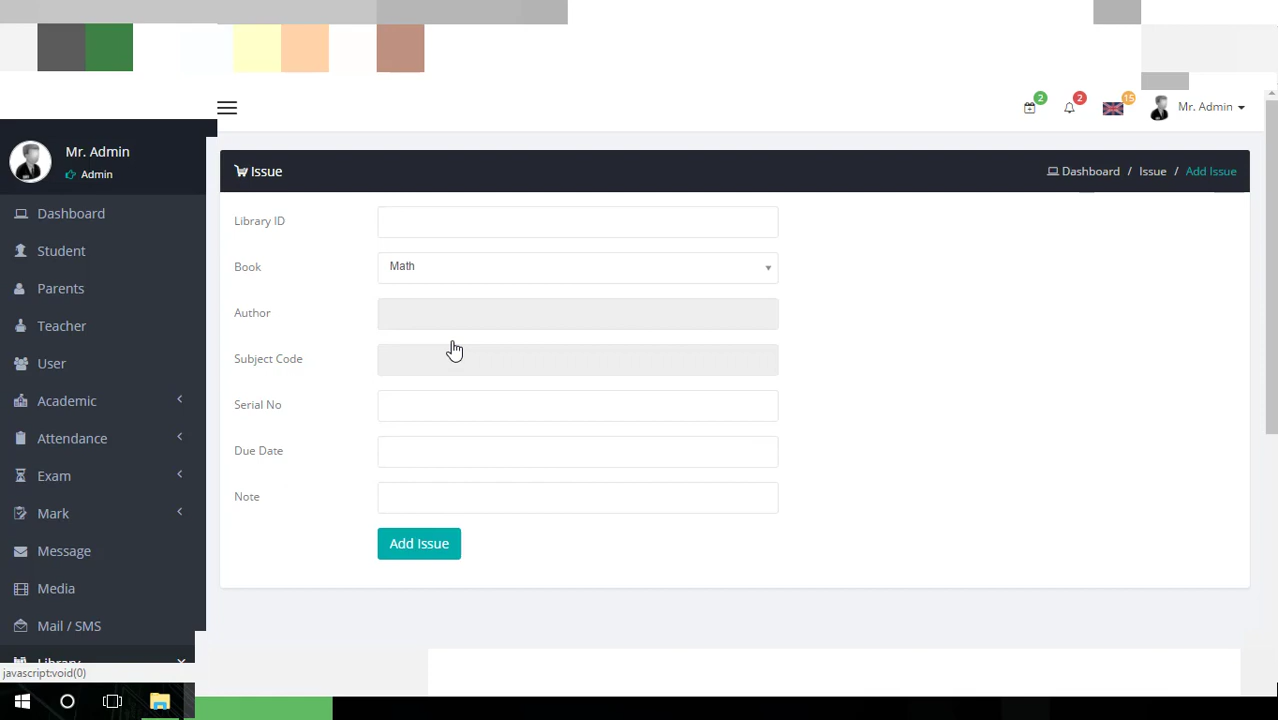 2
2
15
Mr. Admin
Mr. Admin
Admin
Issue
Dashboard / Issue / Add Issue
Dashboard
Student
Parents
Teacher
User
Academic
Attendance
Exam
Mark
Message
Media
Mail / SMS
Library
Library ID
Book
Math
Author
Subject Code
Serial No
Due Date
Note
Add Issue
javascript:void(0)